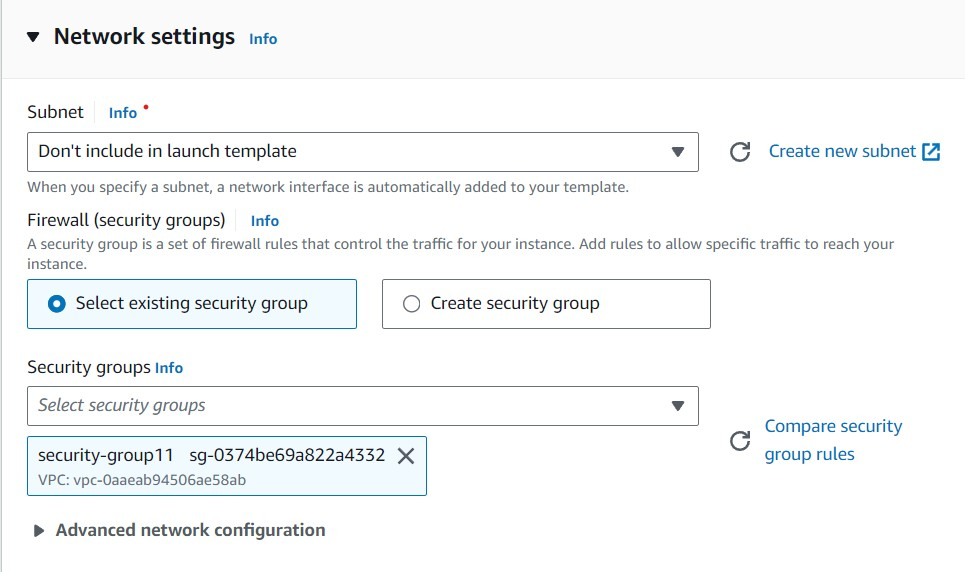 Network settings Info
Subnet Info
Don't include in launch template
Create new subnet
When you specify a subnet, a network interface is automatically added to your template.
Firewall (security groups) Info
A security group is a set of firewall rules that control the traffic for your instance. Add rules to allow specific traffic to reach your
instance.
Select existing security group
Create security group
Security groups Info
Select security groups
Compare security
group rules
security-group11 sg-0374be69a822a4332
VPC: vpc-0aaeab94506ae58ab
Advanced network configuration